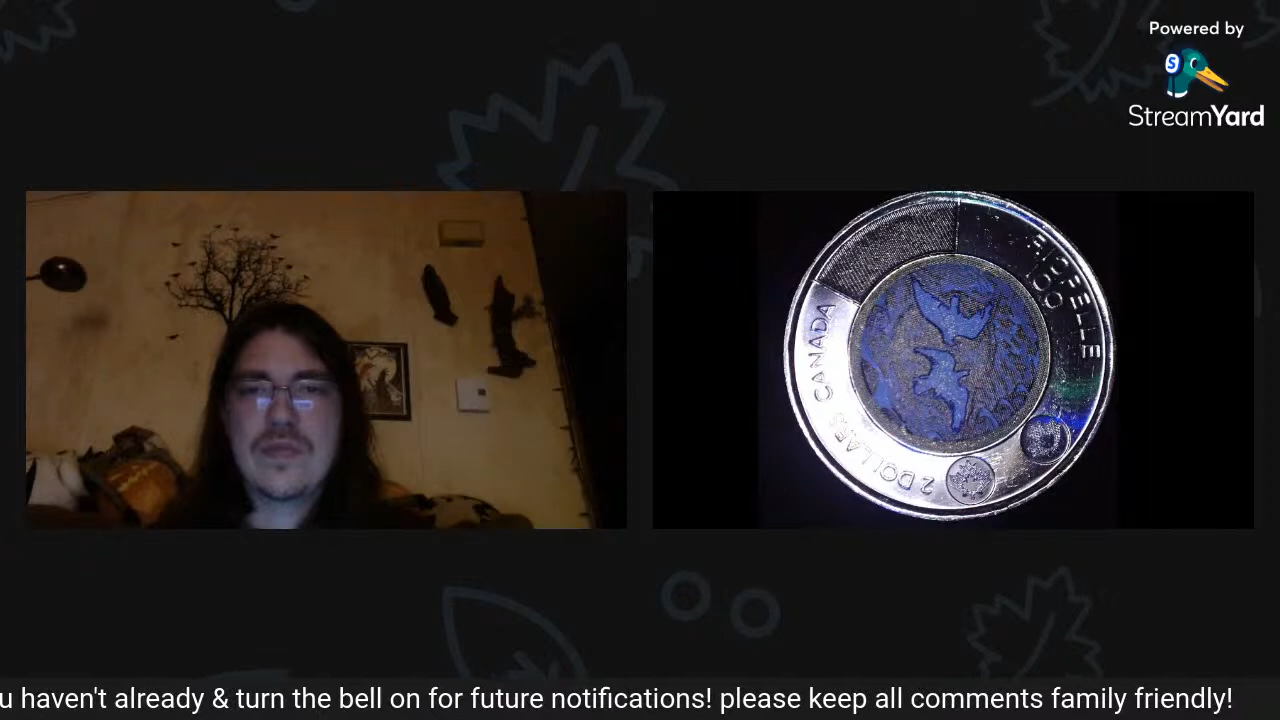 Powered by
S
StreamYard
RIOPELLE
100
2 DOLLARS CANADA
u haven't already & turn the bell on for future notifications! please keep all comments family friendly!